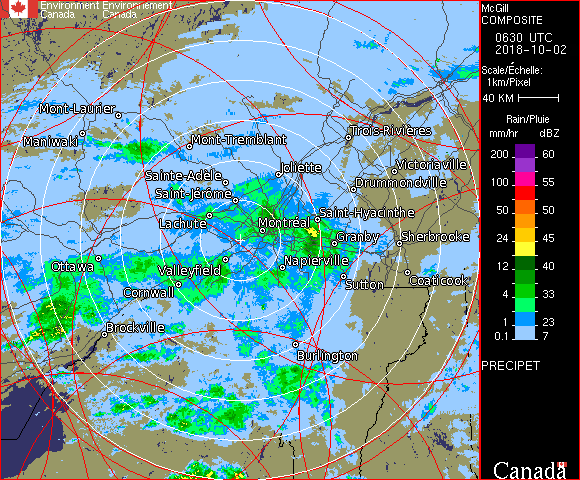 Environment Environnement
Canada Canada
McGill
COMPOSITE
0630 UTC
2018-10-02
Scale/Échelle:
1km/Pixel
40 KM
Rain/Pluie
mm/hr dBZ
200 60
100 55
50 50
24 45
12 40
4 33
1 23
0.1 7
PRECIPET
Canada
Mont-Laurier
Maniwaki
Mont-Tremblant
Trois-Rivières
Sainte-Adèle
Joliette
Victoriaville
Saint-Jérôme
Drummondville
Lachute
Montréal
Saint-Hyacinthe
Granby
Sherbrooke
Ottawa
Valleyfield
Napierville
Cornwall
Sutton
Coaticook
Brockville
Burlington